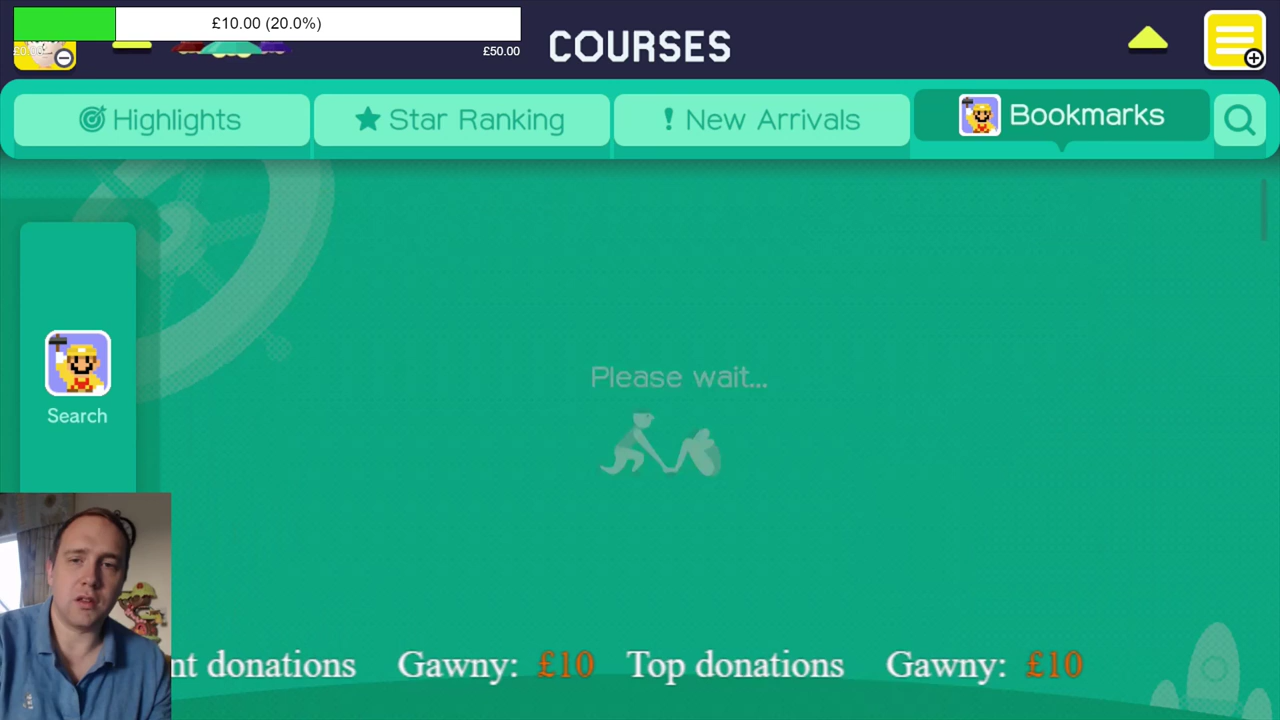 £10.00 (20.0%)
£50.00
COURSES
Highlights
Star Ranking
New Arrivals
Bookmarks
Please wait...
Search
nt donations Gawny: £10 Top donations Gawny: £10